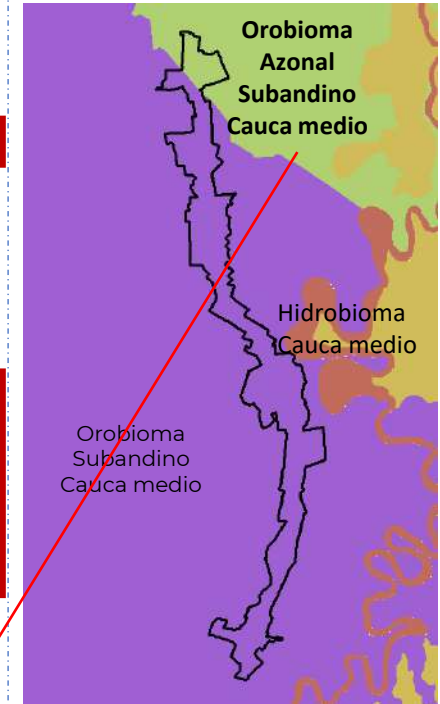 Orobioma
Azonal
Subandino
Cauca medio
Hidrobioma
Cauca medio
Orobioma
Subandino
Cauca medio